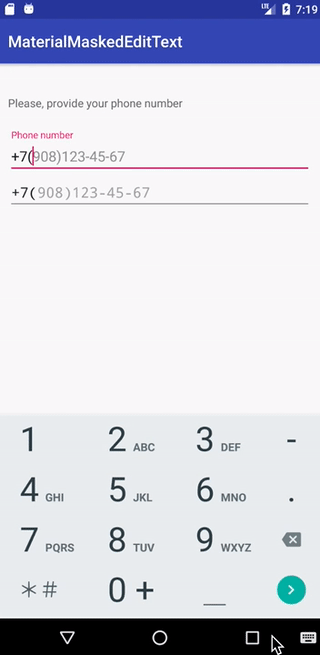 LTE 7:19
MaterialMaskedEditText
Please, provide your phone number
Phone number
+7(908)123-45-67
+7(908)123-45-67
1 2 ABC 3 DEF -
4 GHI 5 JKL 6 MNO .
7 PQRS 8 TUV 9 WXYZ
*# 0 + _